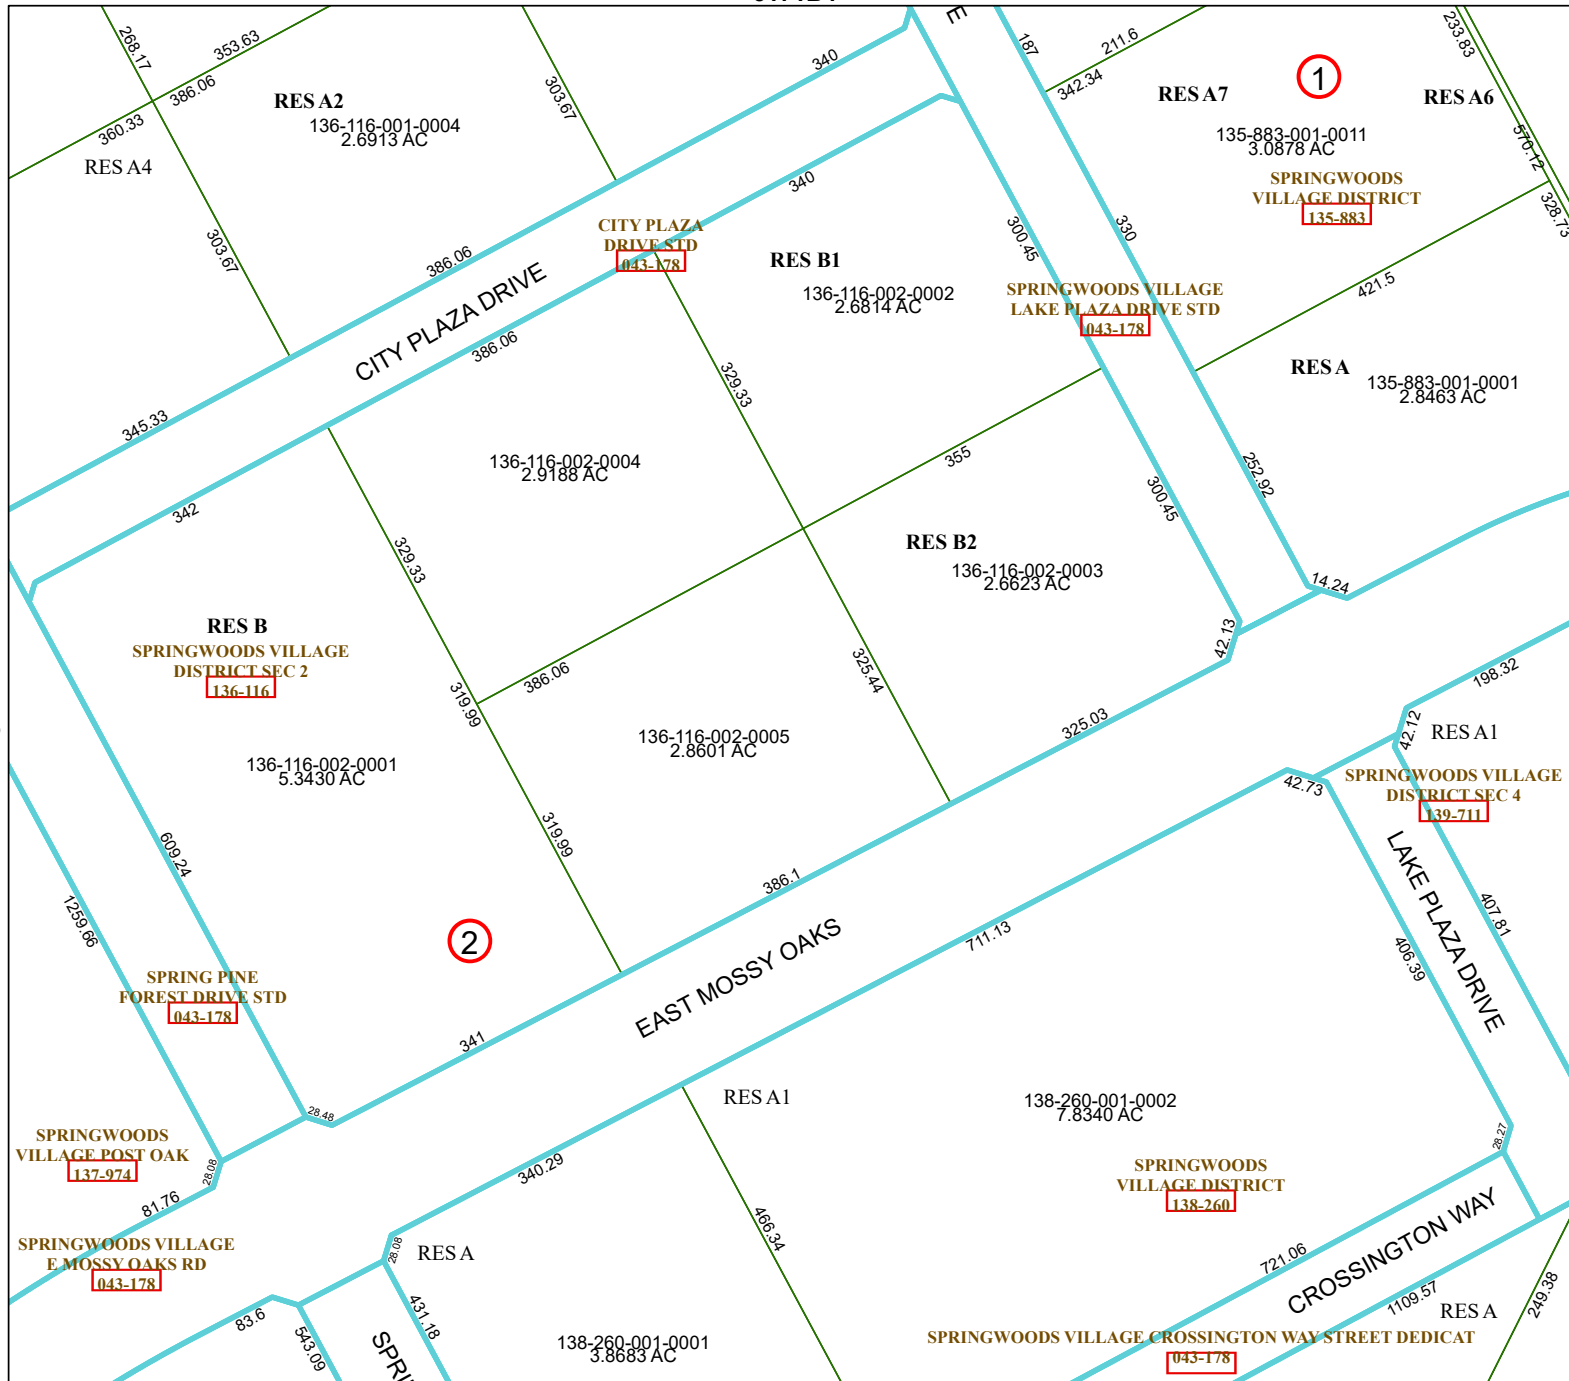 E
268.17
353.63
386.06
360.33
RES A4
RES A2
136-116-001-0004
2.6913 AC
303.67
303.67
340
187
211.6
342.34
1
RES A7
RES A6
233.83
570.12
328.73
135-883-001-0011
3.0878 AC
SPRINGWOODS
VILLAGE DISTRICT
135-883
340
386.06
CITY PLAZA
DRIVE STD
043-178
CITY PLAZA DRIVE
386.06
345.33
342
RES B1
136-116-002-0002
2.6814 AC
300.45
330
SPRINGWOODS VILLAGE
LAKE PLAZA DRIVE STD
043-178
421.5
RES A
135-883-001-0001
2.8463 AC
329.33
136-116-002-0004
2.9188 AC
355
300.45
252.92
329.33
RES B2
136-116-002-0003
2.6623 AC
14.24
42.13
RES B
SPRINGWOODS VILLAGE
DISTRICT SEC 2
136-116
319.99
386.06
325.44
325.03
198.32
42.12
RES A1
136-116-002-0005
2.8601 AC
136-116-002-0001
5.3430 AC
42.73
SPRINGWOODS VILLAGE
DISTRICT SEC 4
139-711
609.24
319.99
386.1
LAKE PLAZA DRIVE
407.81
406.39
1259.66
2
711.13
EAST MOSSY OAKS
SPRING PINE
FOREST DRIVE STD
043-178
341
28.48
RES A1
138-260-001-0002
7.8340 AC
28.27
SPRINGWOODS
VILLAGE POST OAK
137-974
28.08
81.76
340.29
466.34
SPRINGWOODS
VILLAGE DISTRICT
138-260
CROSSINGTON WAY
721.06
1109.57
249.38
RES A
SPRINGWOODS VILLAGE
E MOSSY OAKS RD
043-178
28.08
RES A
83.6
543.09
431.18
SPRI
138-260-001-0001
3.8683 AC
SPRINGWOODS VILLAGE CROSSINGTON WAY STREET DEDICAT
043-178